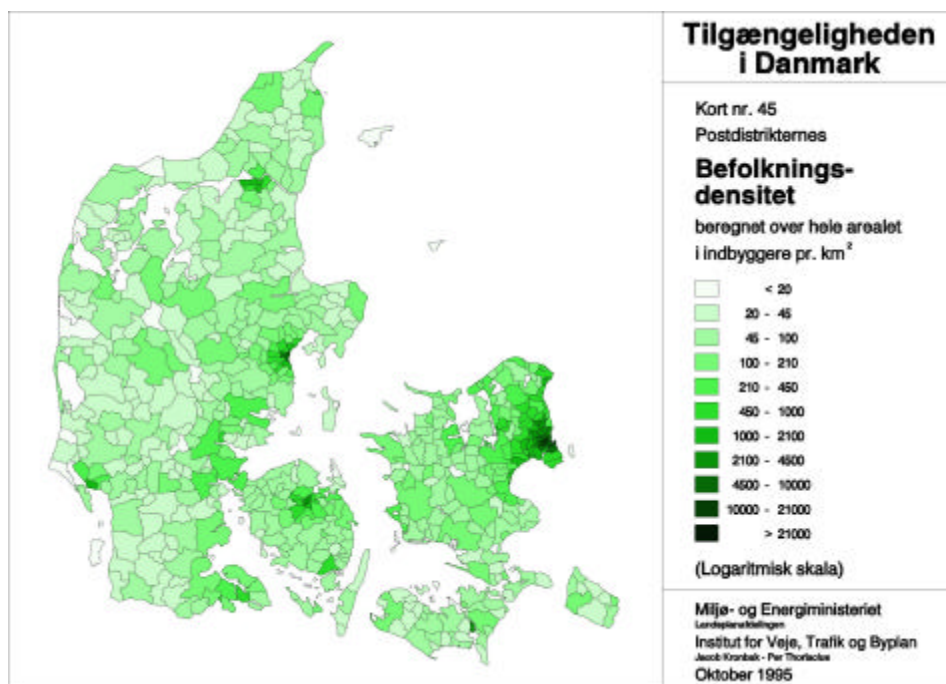 Tilgængeligheden
i Danmark
Kort nr. 45
Postdistrikternes
Befolknings-
densitet
beregnet over hele arealet
i indbyggere pr. km²
< 20
20 - 45
45 - 100
100 - 210
210 - 450
450 - 1000
1000 - 2100
2100 - 4500
4500 - 10000
10000 - 21000
> 21000
(Logaritmisk skala)
Miljø- og Energiministeriet
Landsplanafdelingen
Institut for Veje, Trafik og Byplan
Jacob Kronbak - Per Thorlacius
Oktober 1995